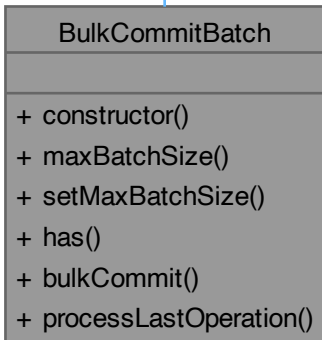 BulkCommitBatch
+ constructor()
+ maxBatchSize()
+ setMaxBatchSize()
+ has()
+ bulkCommit()
+ processLastOperation()